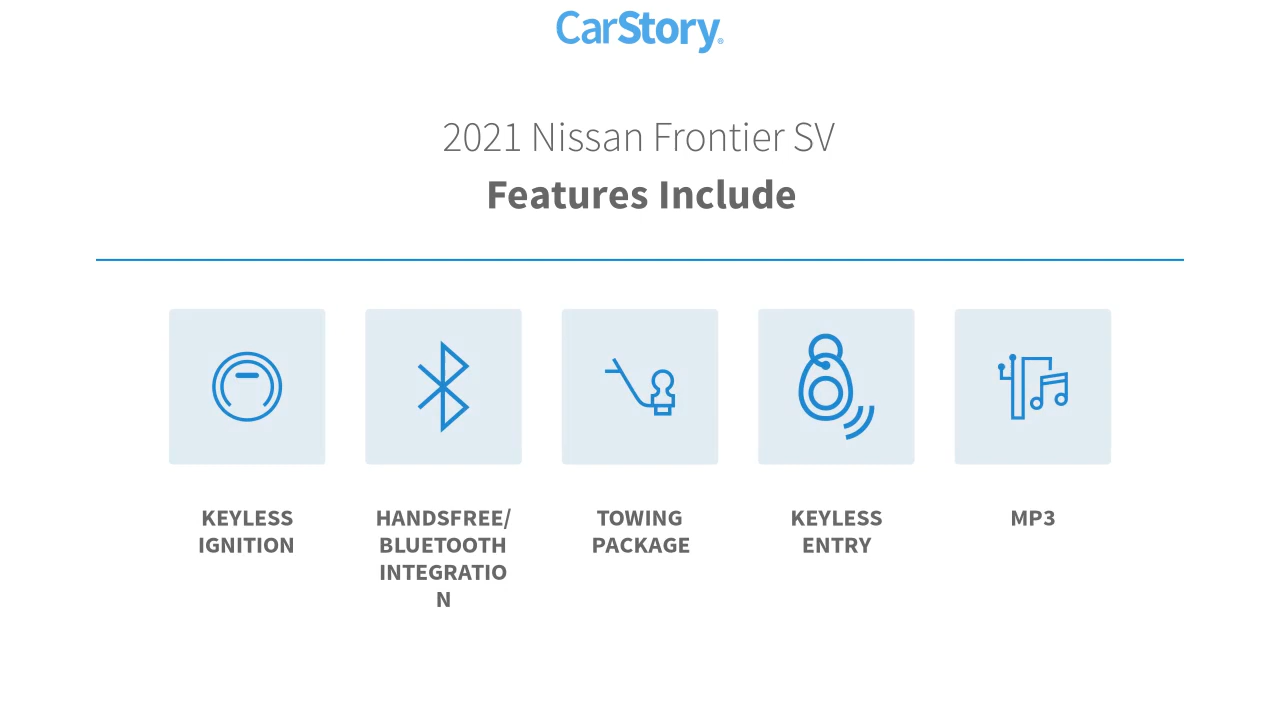 CarStory®
2021 Nissan Frontier SV
Features Include
KEYLESS
IGNITION
HANDSFREE/
BLUETOOTH
INTEGRATIO
N
TOWING
PACKAGE
KEYLESS
ENTRY
MP3